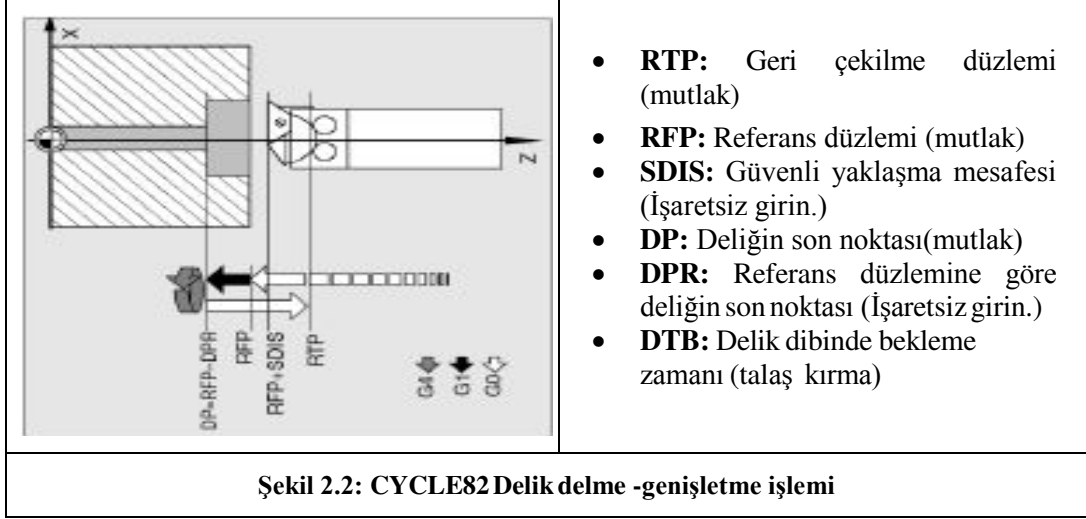 X
Z
DP=RFP-DPR
RFP
RFP+SDIS
RTP
G4
G1
G0
• RTP: Geri çekilme düzlemi
(mutlak)
• RFP: Referans düzlemi (mutlak)
• SDIS: Güvenli yaklaşma mesafesi
(İşaretsiz girin.)
• DP: Deliğin son noktası(mutlak)
• DPR: Referans düzlemine göre
deliğin son noktası (İşaretsiz girin.)
• DTB: Delik dibinde bekleme
zamanı (talaş kırma)
Şekil 2.2: CYCLE82 Delik delme -genişletme işlemi